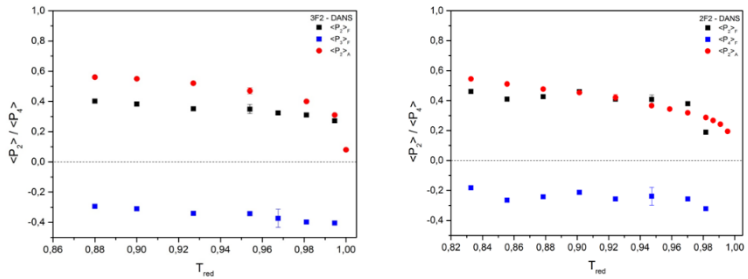 3F2 - DANS
<P2>F
<P4>F
<P2>A
1,0
0,8
0,6
0,4
0,2
0,0
-0,2
-0,4
<P2> / <P4>
0,86 0,88 0,90 0,92 0,94 0,96 0,98 1,00
Tred
2F2 - DANS
<P2>F
<P4>F
<P2>A
1,0
0,8
0,6
0,4
0,2
0,0
-0,2
-0,4
<P2> / <P4>
0,82 0,84 0,86 0,88 0,90 0,92 0,94 0,96 0,98 1,00
Tred